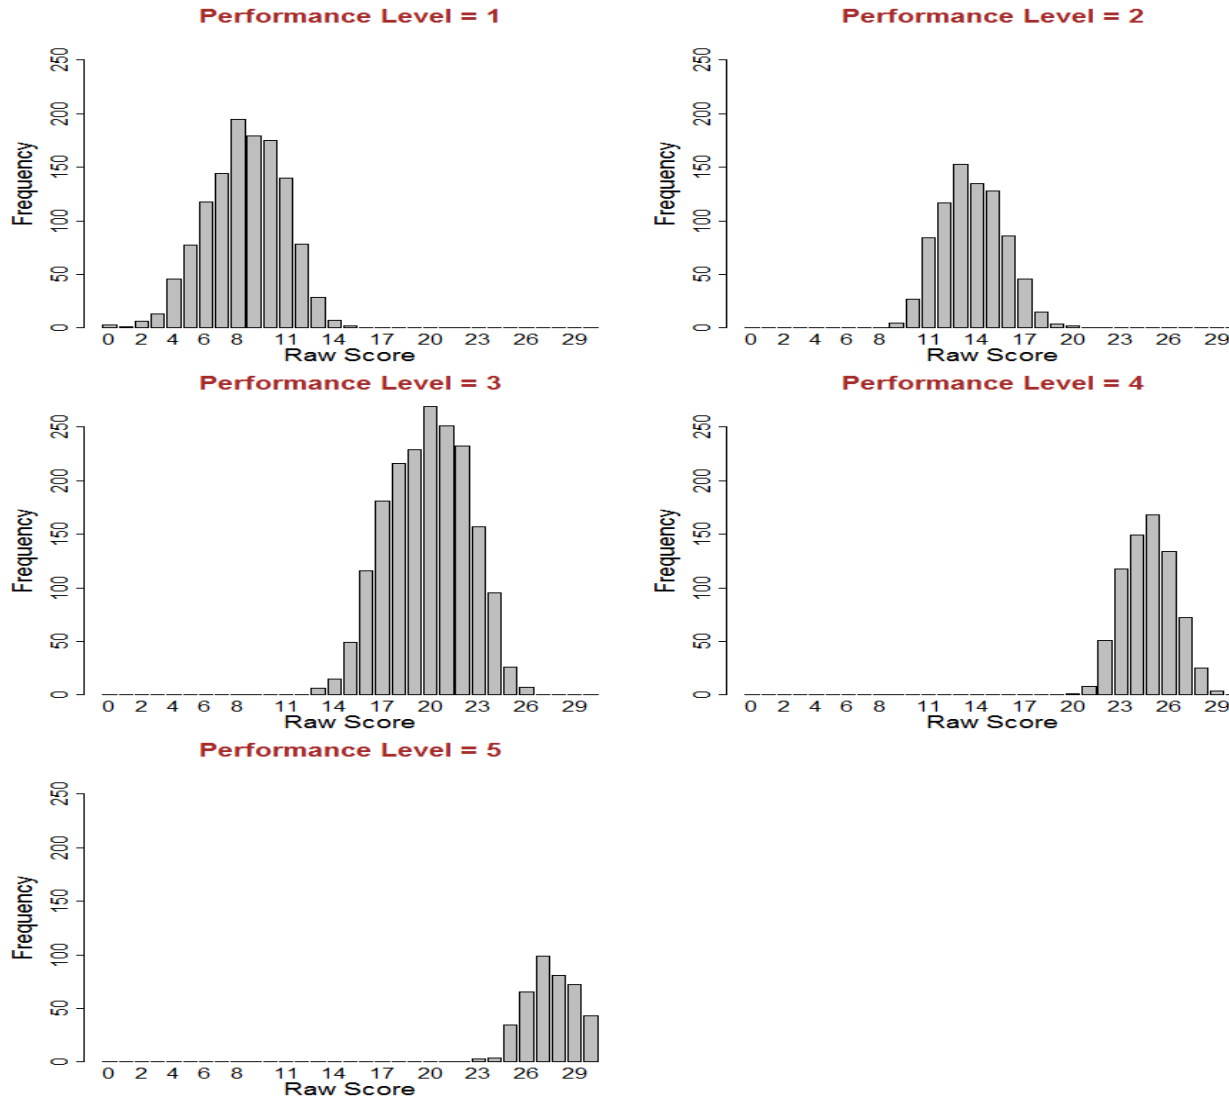 Performance Level = 1
Frequency
250
200
150
100
50
0
0 2 4 6 8 11 14 17 20 23 26 29
Raw Score
Performance Level = 2
Frequency
250
200
150
100
50
0
0 2 4 6 8 11 14 17 20 23 26 29
Raw Score
Performance Level = 3
Frequency
250
200
150
100
50
0
0 2 4 6 8 11 14 17 20 23 26 29
Raw Score
Performance Level = 4
Frequency
250
200
150
100
50
0
0 2 4 6 8 11 14 17 20 23 26 29
Raw Score
Performance Level = 5
Frequency
250
200
150
100
50
0
0 2 4 6 8 11 14 17 20 23 26 29
Raw Score